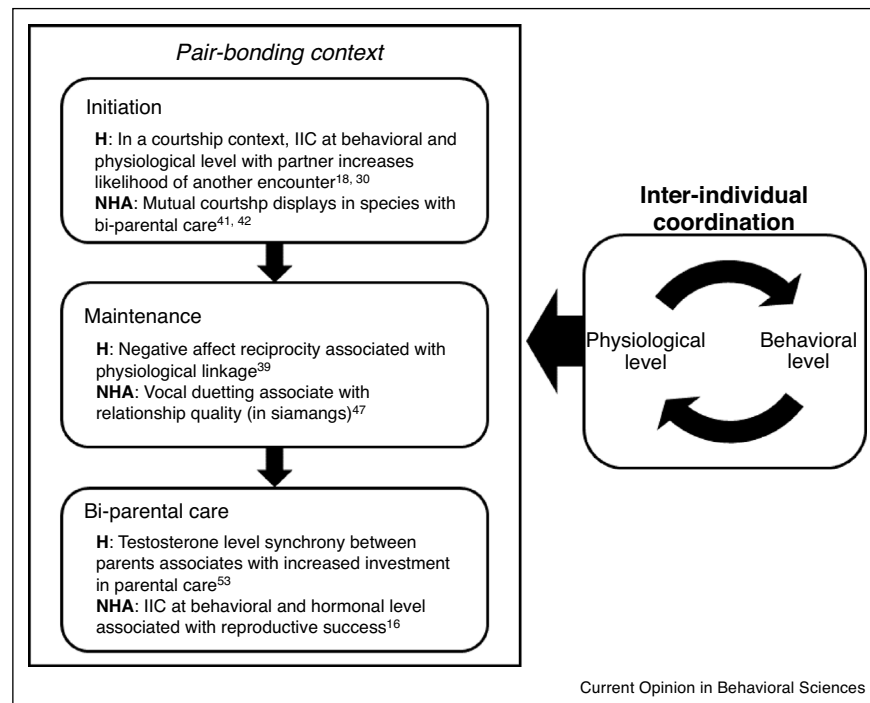 Pair-bonding context
Initiation
H: In a courtship context, IIC at behavioral and
physiological level with partner increases
likelihood of another encounter18, 30
NHA: Mutual courtshp displays in species with
bi-parental care41, 42
Maintenance
H: Negative affect reciprocity associated with
physiological linkage39
NHA: Vocal duetting associate with
relationship quality (in siamangs)47
Bi-parental care
H: Testosterone level synchrony between
parents associates with increased investment
in parental care53
NHA: IIC at behavioral and hormonal level
associated with reproductive success16
Inter-individual
coordination
Physiological
level
Behavioral
level
Current Opinion in Behavioral Sciences